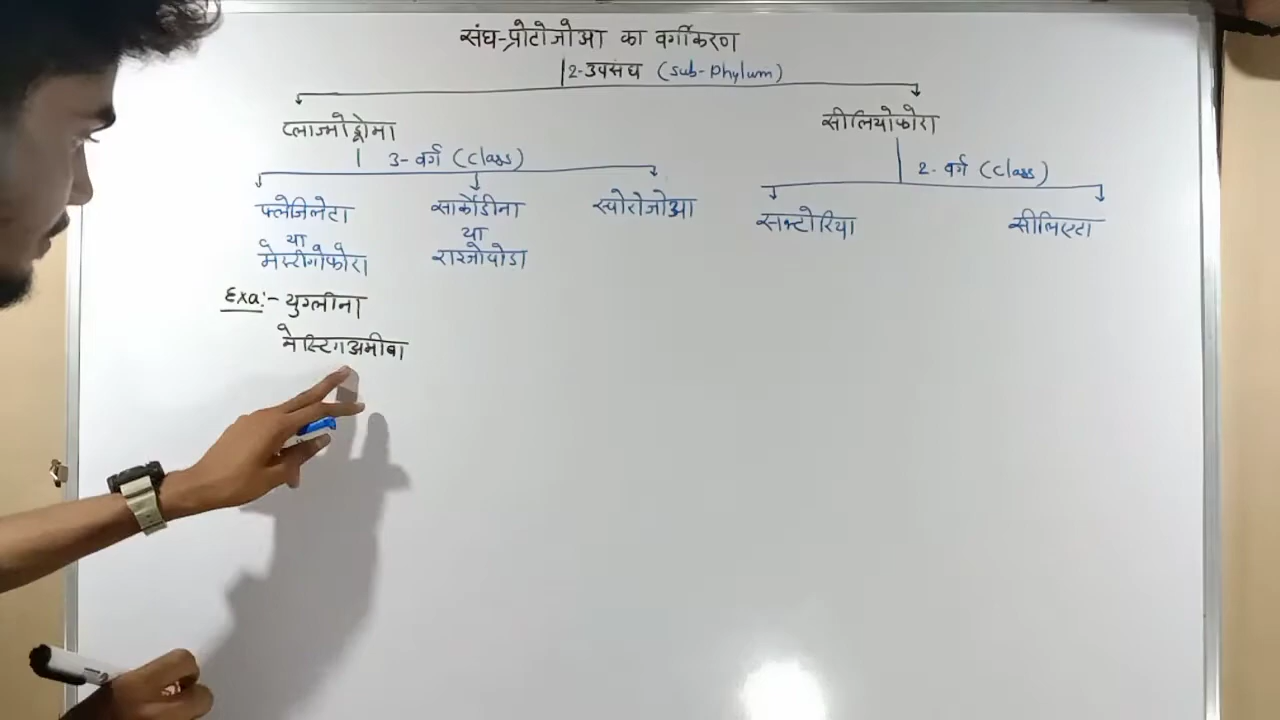 संघ-प्रोटोजोआ का वर्गीकरण
2-उपसंघ (Sub-Phylum)
प्लाज्मोड्रोमा
सीलियोफोरा
3- वर्ग (Class)
2- वर्ग (Class)
फ्लेजिलेटा
या
मेस्टीगोफोरा
सार्कोडीना
या
राइजोपोडा
स्पोरोजोआ
सक्टोरिया
सीलिएटा
Exa:- युग्लीना
मेस्टिगअमीबा